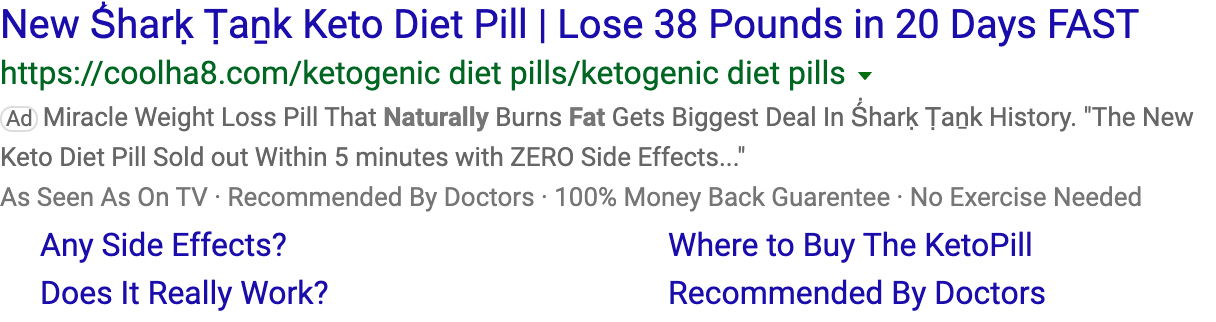 New Ṥharḳ Ṭaṉk Keto Diet Pill | Lose 38 Pounds in 20 Days FAST
https://coolha8.com/ketogenic diet pills/ketogenic diet pills
Ad Miracle Weight Loss Pill That Naturally Burns Fat Gets Biggest Deal In Ṥharḳ Ṭaṉk History. "The New
Keto Diet Pill Sold out Within 5 minutes with ZERO Side Effects..."
As Seen As On TV · Recommended By Doctors · 100% Money Back Guarentee · No Exercise Needed
Any Side Effects? Where to Buy The KetoPill
Does It Really Work? Recommended By Doctors